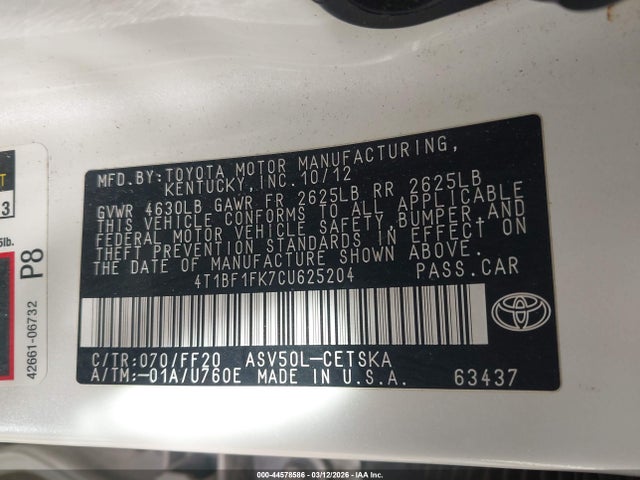 MFD.BY:TOYOTA MOTOR MANUFACTURING,
KENTUCKY,INC.10/12
GVWR 4630LB GAWR FR 2625LB RR 2625LB
THIS VEHICLE CONFORMS TO ALL APPLICABLE
FEDERAL MOTOR VEHICLE SAFETY,BUMPER,AND
THEFT PREVENTION STANDARDS IN EFFECT ON
THE DATE OF MANUFACTURE SHOWN ABOVE.
4T1BF1FK7CU625204 PASS.CAR
C/TR:070/FF20 ASV50L-CETSKA
A/TM:-01A/U760E MADE IN U.S.A. 63437
TOYOTA
3
5lb.
P8
42661-06732
000-44578586 - 03/12/2026 - IAA Inc.